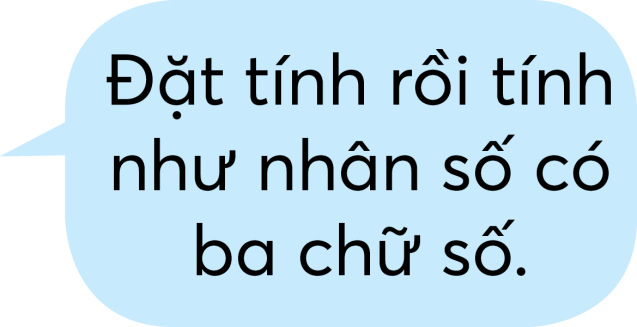 Đặt tính rồi tính
như nhân số có
ba chữ số.